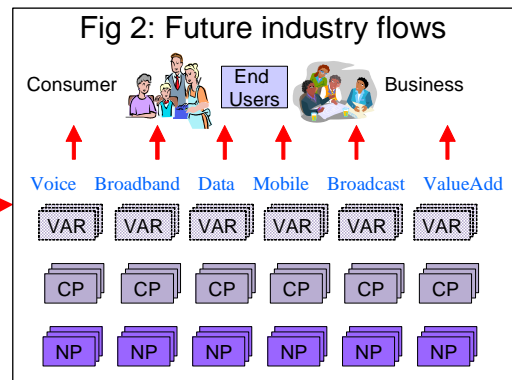 Fig 2: Future industry flows
Consumer End Users Business
Voice Broadband Data Mobile Broadcast ValueAdd
VAR VAR VAR VAR VAR VAR
CP CP CP CP CP CP
NP NP NP NP NP NP